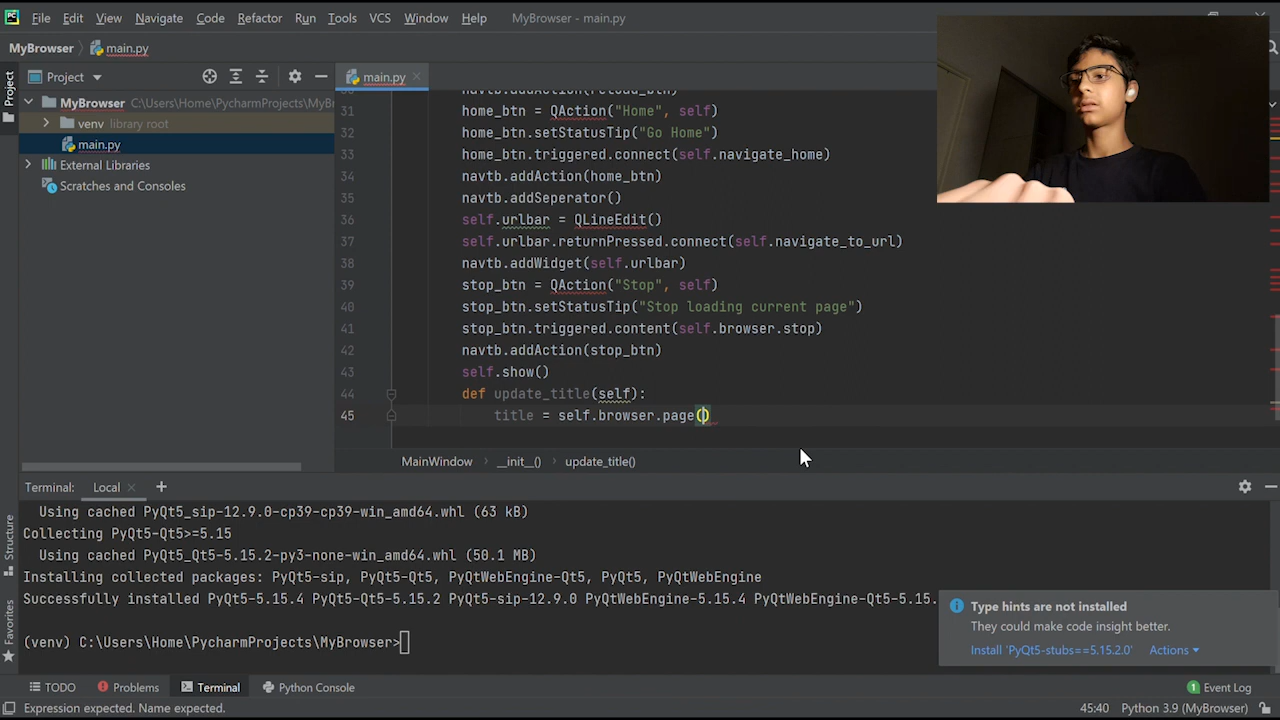 File Edit View Navigate Code Refactor Run Tools VCS Window Help MyBrowser - main.py
MyBrowser main.py
Project main.py
MyBrowser C:\Users\Home\PycharmProjects\MyBr
venv library root
main.py
External Libraries
Scratches and Consoles
Project
Structure
Favorites
31 home_btn = QAction("Home", self)
32 home_btn.setStatusTip("Go Home")
33 home_btn.triggered.connect(self.navigate_home)
34 navtb.addAction(home_btn)
35 navtb.addSeperator()
36 self.urlbar = QLineEdit()
37 self.urlbar.returnPressed.connect(self.navigate_to_url)
38 navtb.addWidget(self.urlbar)
39 stop_btn = QAction("Stop", self)
40 stop_btn.setStatusTip("Stop loading current page")
41 stop_btn.triggered.content(self.browser.stop)
42 navtb.addAction(stop_btn)
43 self.show()
44 def update_title(self):
45 title = self.browser.page()
MainWindow __init__() update_title()
Terminal: Local
Using cached PyQt5_sip-12.9.0-cp39-cp39-win_amd64.whl (63 kB)
Collecting PyQt5-Qt5>=5.15
Using cached PyQt5_Qt5-5.15.2-py3-none-win_amd64.whl (50.1 MB)
Installing collected packages: PyQt5-sip, PyQt5-Qt5, PyQtWebEngine-Qt5, PyQt5, PyQtWebEngine
Successfully installed PyQt5-5.15.4 PyQt5-Qt5-5.15.2 PyQt5-sip-12.9.0 PyQtWebEngine-5.15.4 PyQtWebEngine-Qt5-5.15.
(venv) C:\Users\Home\PycharmProjects\MyBrowser>
Type hints are not installed
They could make code insight better.
Install 'PyQt5-stubs==5.15.2.0' Actions
TODO Problems Terminal Python Console 1 Event Log
Expression expected. Name expected. 45:40 Python 3.9 (MyBrowser)